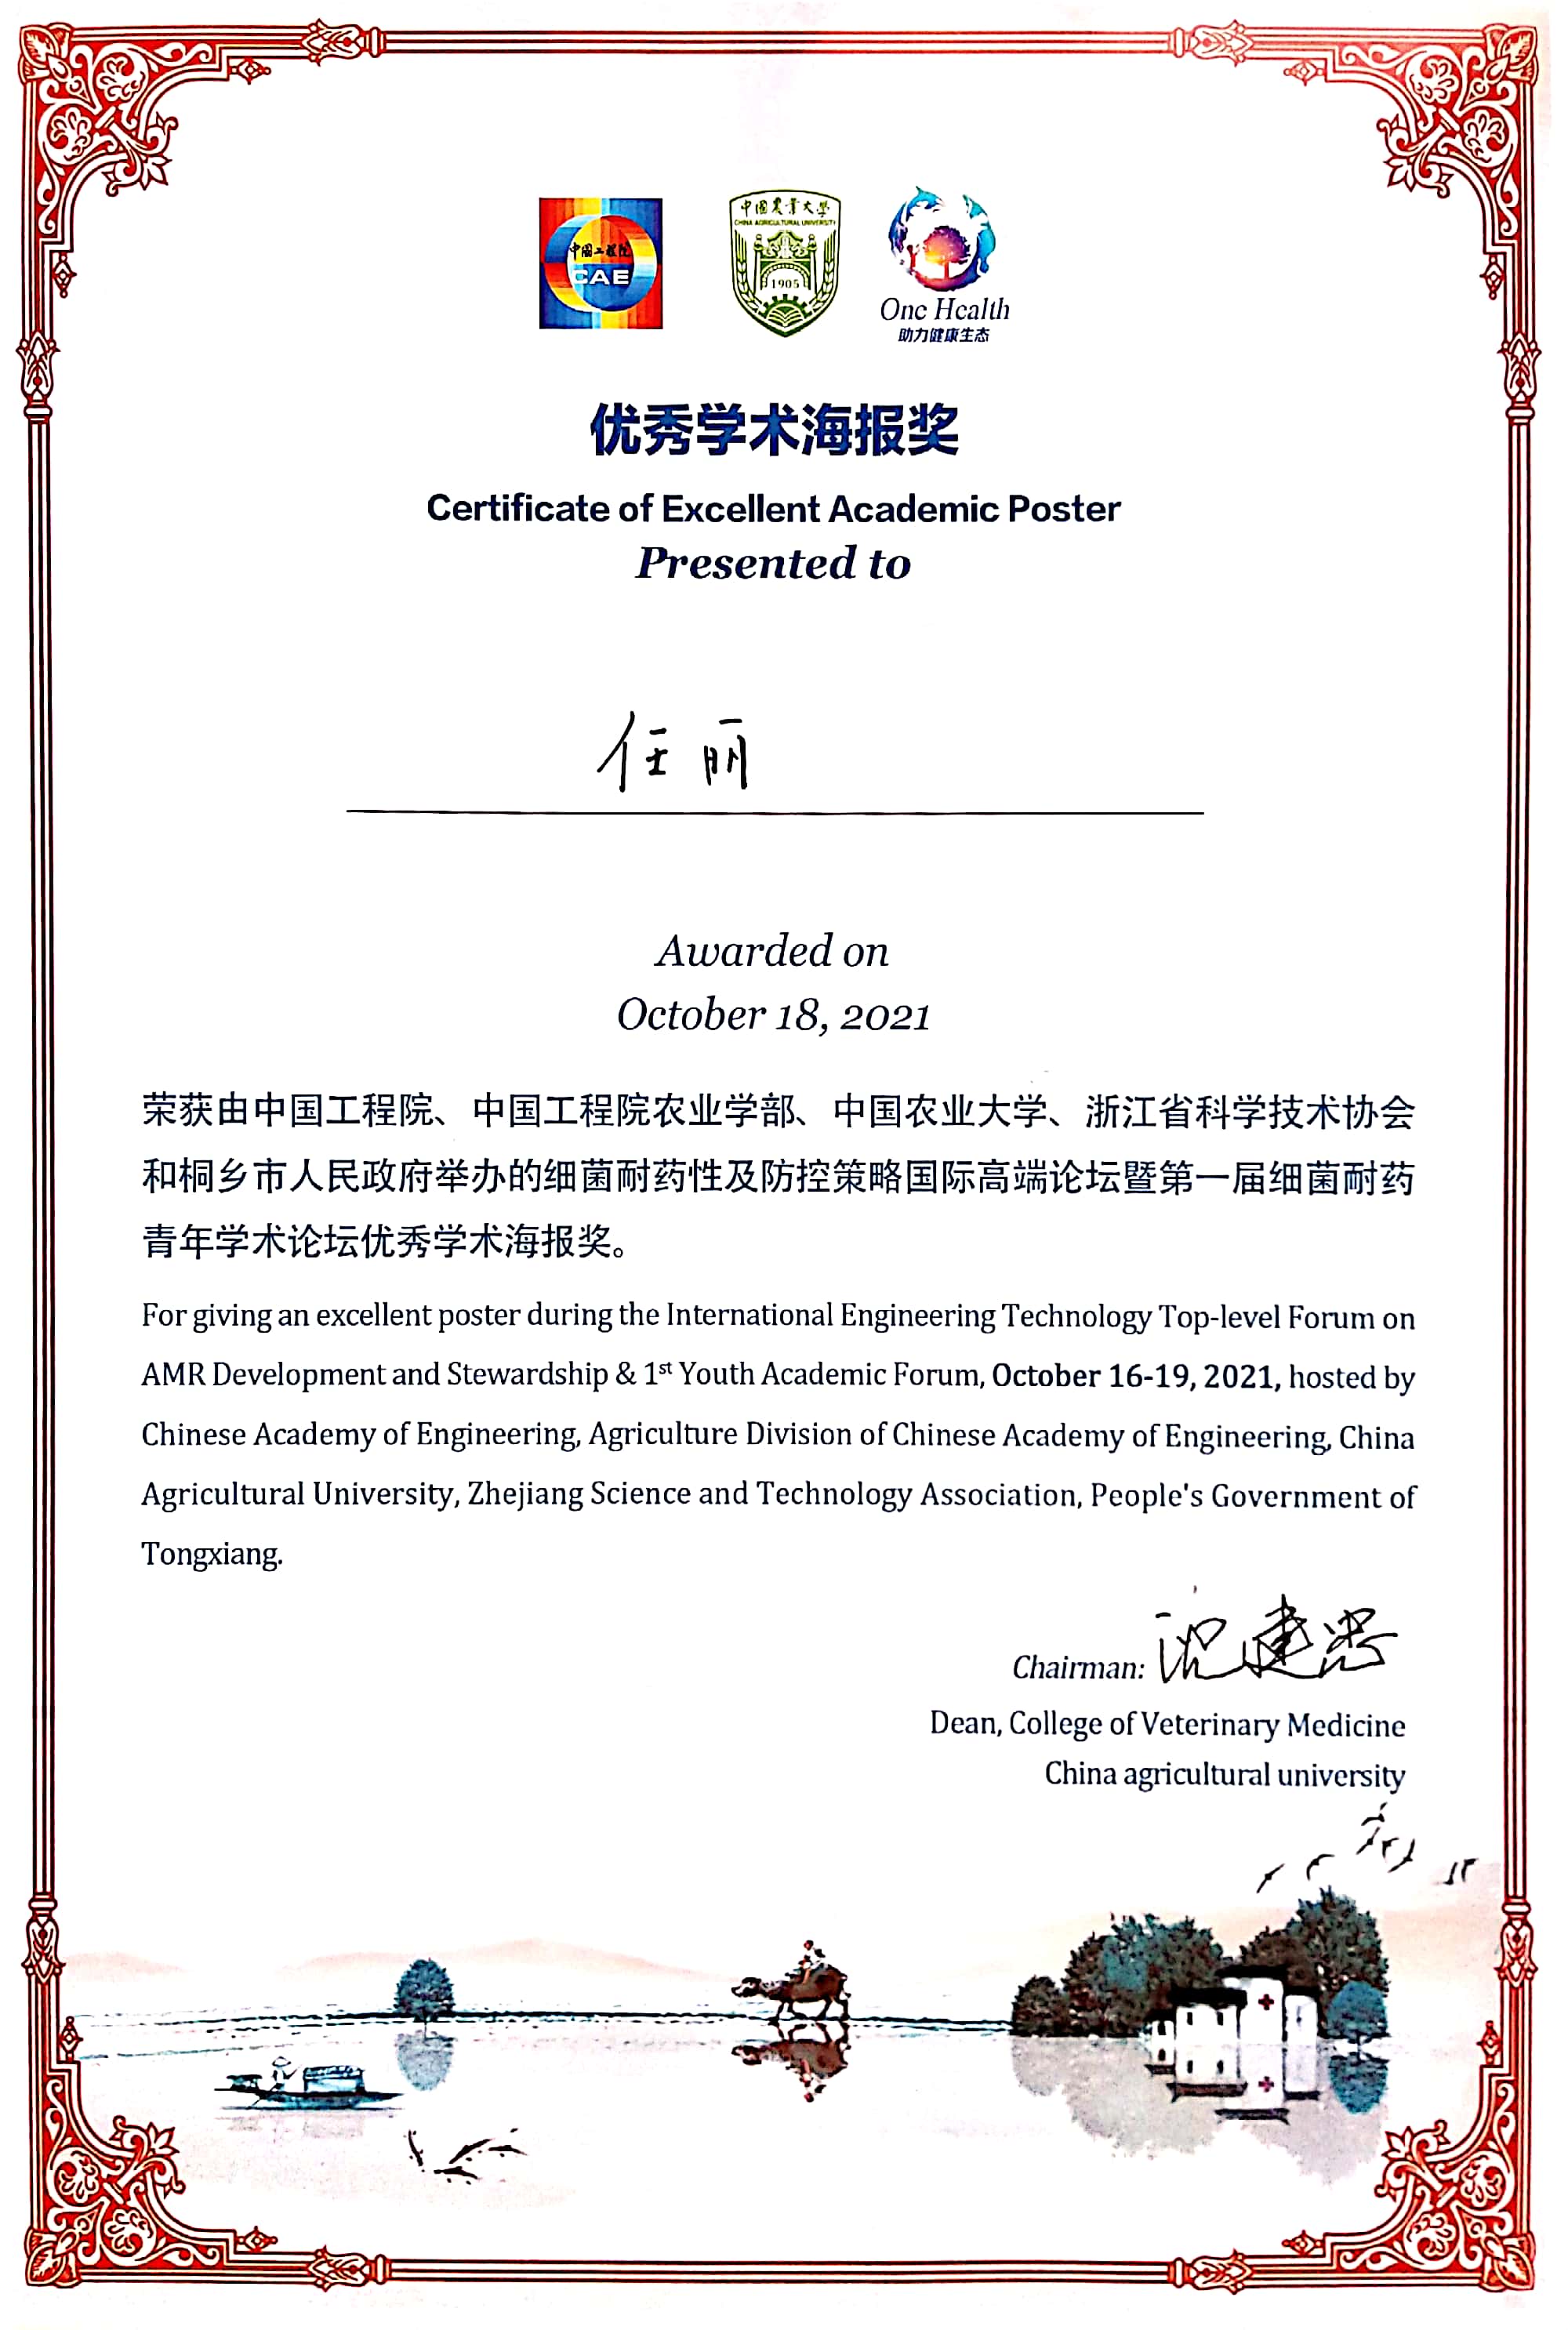 中国工程院
CAE
中国农业大学
CHINA AGRICULTURAL UNIVERSITY
1905
One Health
助力健康生态
优秀学术海报奖
Certificate of Excellent Academic Poster
Presented to
任丽
Awarded on
October 18, 2021
荣获由中国工程院、中国工程院农业学部、中国农业大学、浙江省科学技术协会
和桐乡市人民政府举办的细菌耐药性及防控策略国际高端论坛暨第一届细菌耐药
青年学术论坛优秀学术海报奖。
For giving an excellent poster during the International Engineering Technology Top-level Forum on
AMR Development and Stewardship & 1st Youth Academic Forum, October 16-19, 2021, hosted by
Chinese Academy of Engineering, Agriculture Division of Chinese Academy of Engineering, China
Agricultural University, Zhejiang Science and Technology Association, People's Government of
Tongxiang.
Chairman: 沈建忠
Dean, College of Veterinary Medicine
China agricultural university